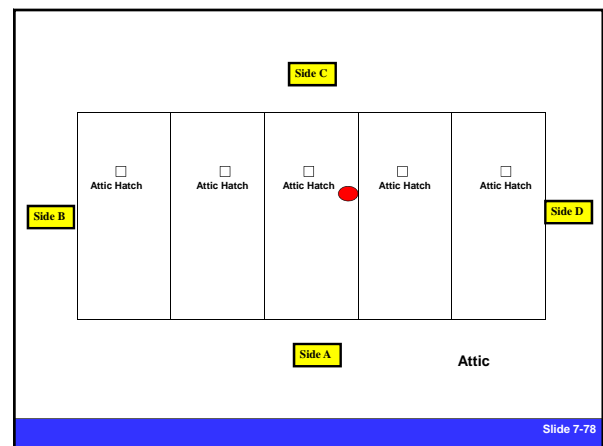 Side C
Attic Hatch Attic Hatch Attic Hatch Attic Hatch Attic Hatch
Side B
Side D
Side A
Attic
Slide 7-78